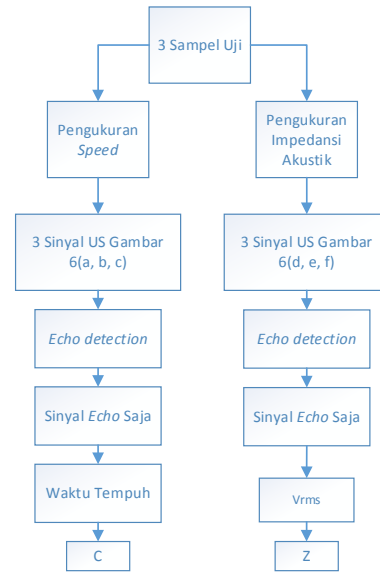 3 Sampel Uji
Pengukuran
Speed
3 Sinyal US Gambar
6(a, b, c)
Echo detection
Sinyal Echo Saja
Waktu Tempuh
C
Pengukuran
Impedansi
Akustik
3 Sinyal US Gambar
6(d, e, f)
Echo detection
Sinyal Echo Saja
Vrms
Z